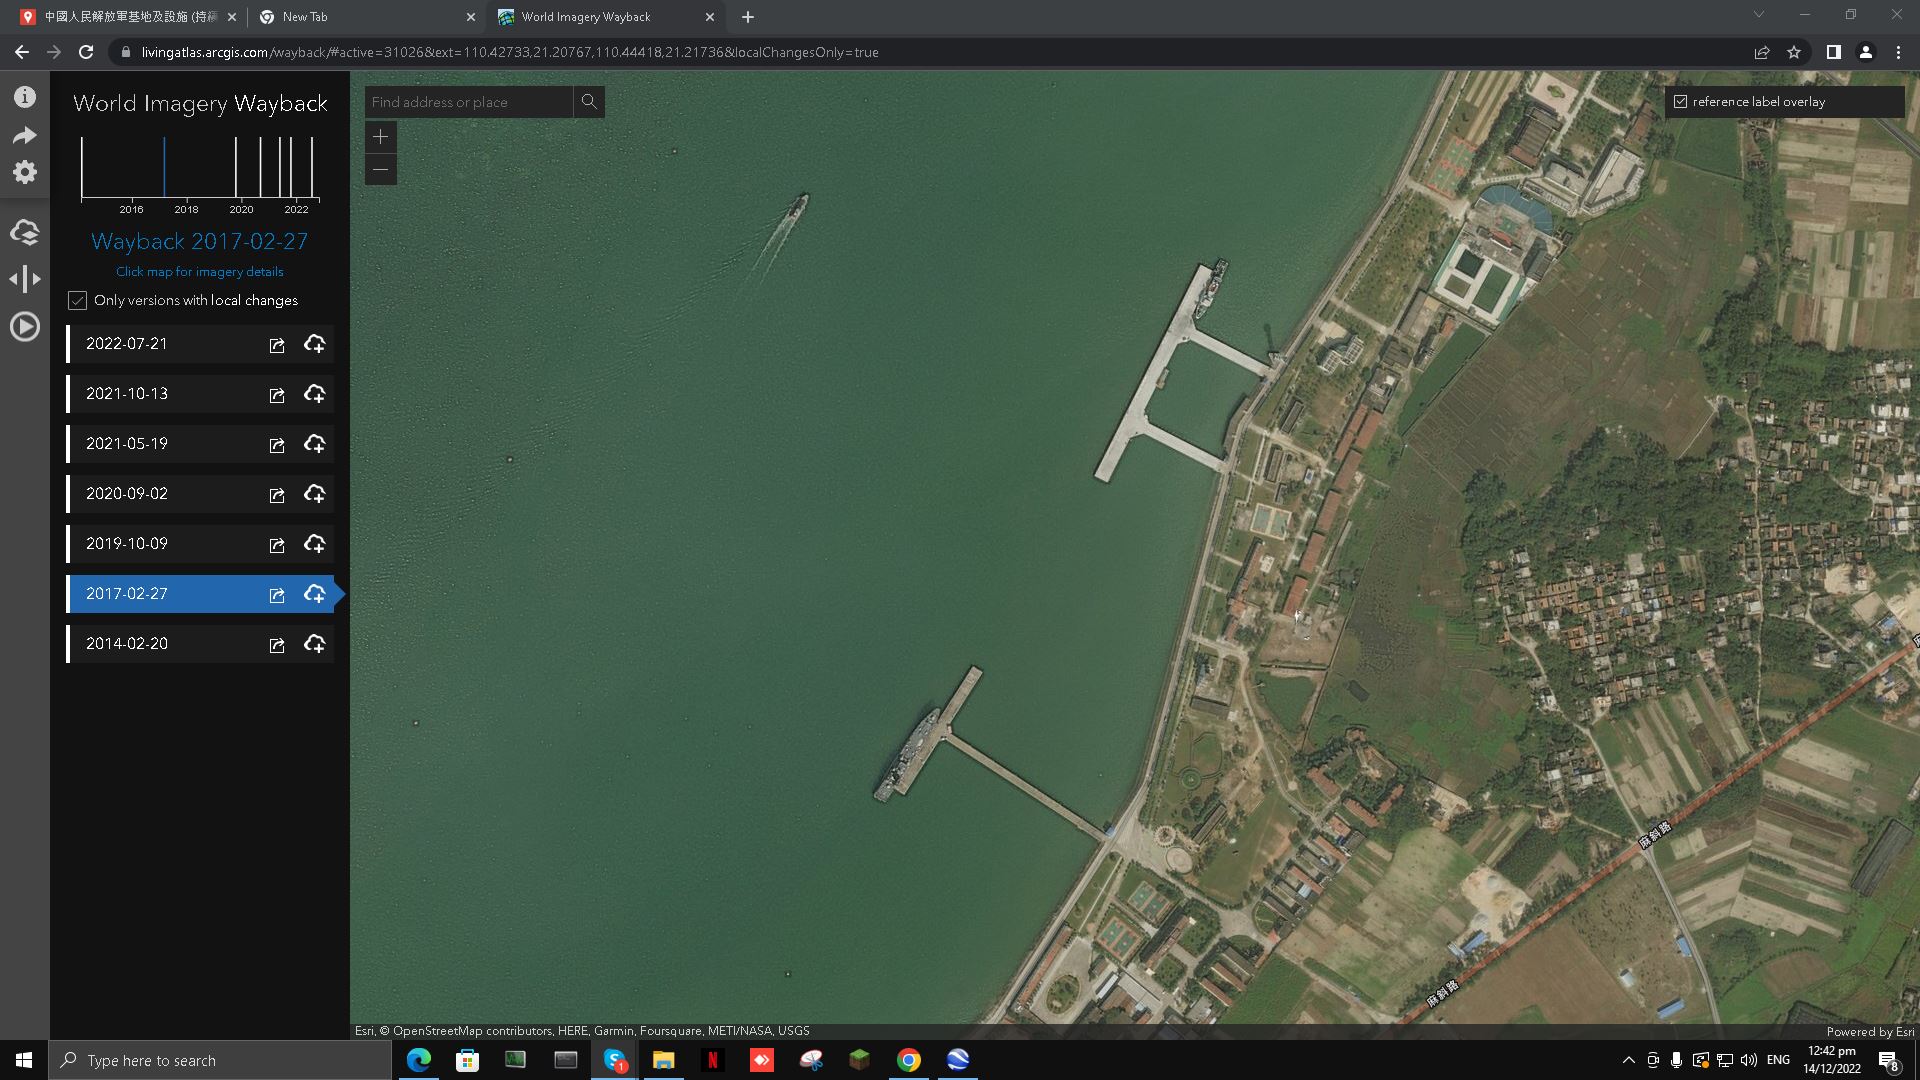 中國人民解放軍基地及設施 (持續
New Tab
World Imagery Wayback
livingatlas.arcgis.com/wayback/#active=31026&ext=110.42733,21.20767,110.44418,21.21736&localChangesOnly=true
World Imagery Wayback
2016 2018 2020 2022
Wayback 2017-02-27
Click map for imagery details
Only versions with local changes
2022-07-21
2021-10-13
2021-05-19
2020-09-02
2019-10-09
2017-02-27
2014-02-20
Find address or place
reference label overlay
麻斜路
麻斜路
Esri, © OpenStreetMap contributors, HERE, Garmin, Foursquare, METI/NASA, USGS
Powered by Esri
Type here to search
1
N
ENG
12:42 pm
14/12/2022
8